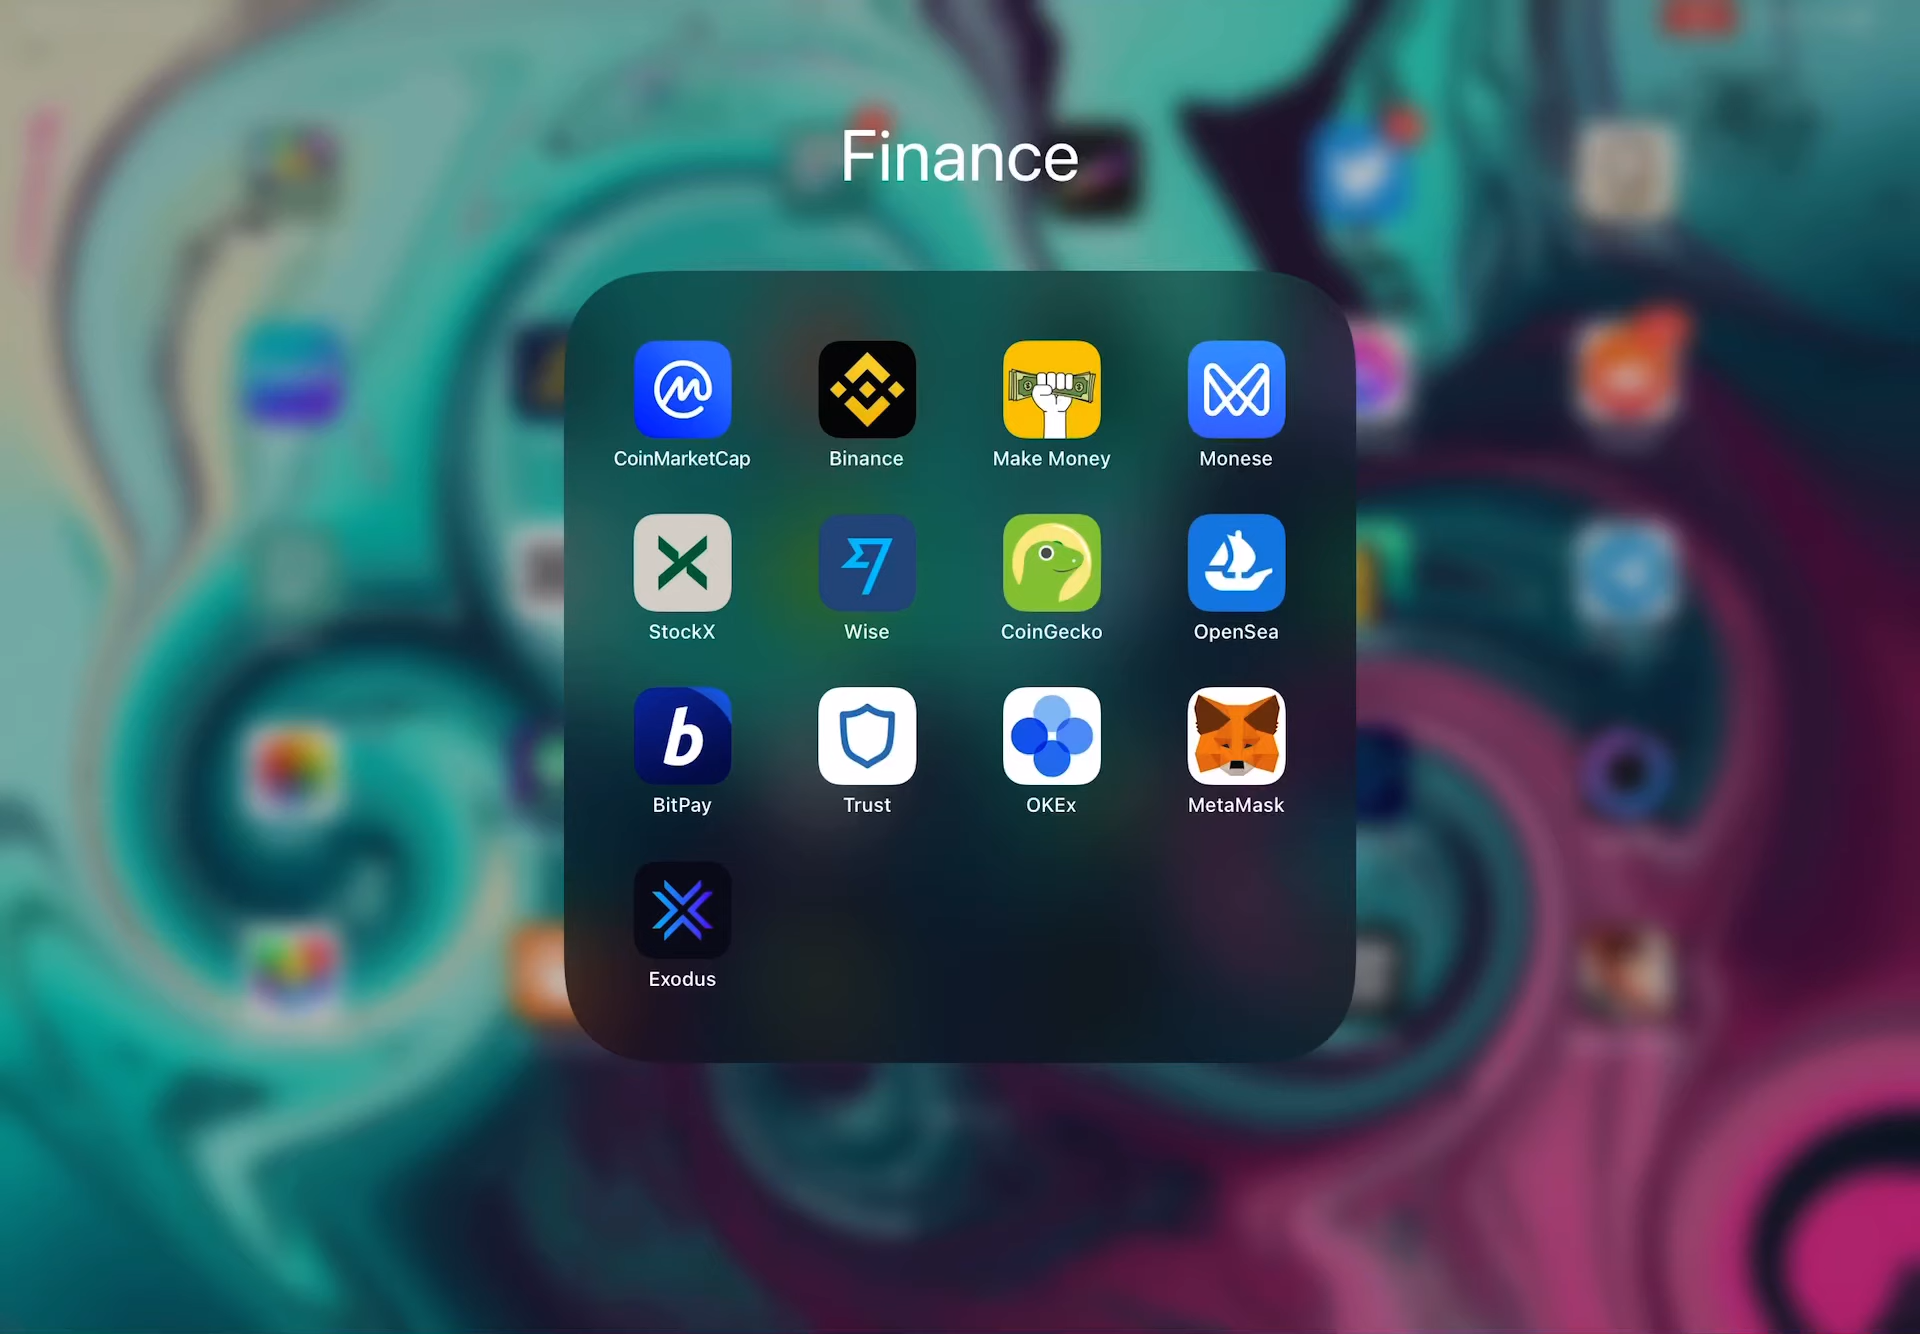 Finance
CoinMarketCap
Binance
Make Money
Monese
StockX
Wise
CoinGecko
OpenSea
b
BitPay
Trust
OKEx
MetaMask
Exodus